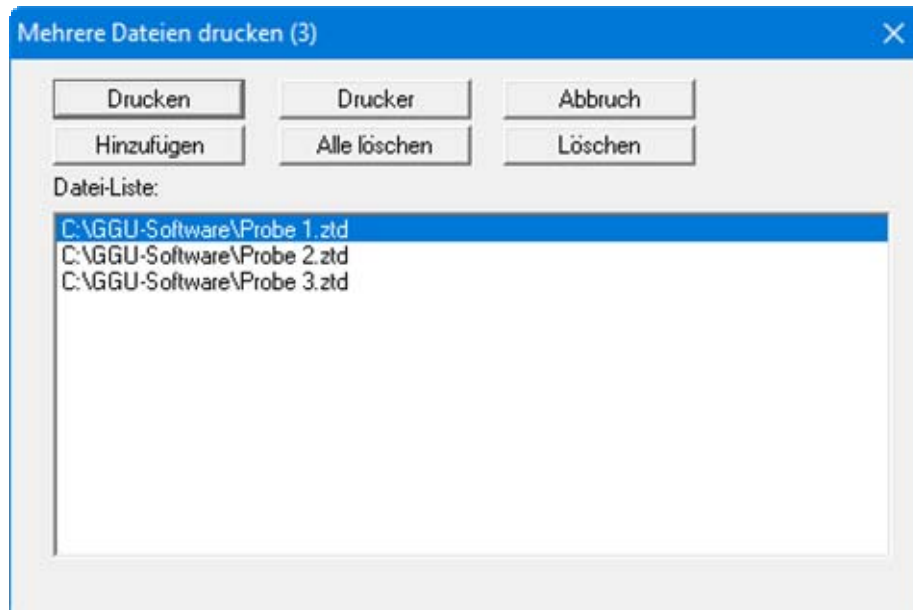 Mehrere Dateien drucken (3)
Drucken Drucker Abbruch
Hinzufügen Alle löschen Löschen
Datei-Liste:
C:\GGU-Software\Probe 1.ztd
C:\GGU-Software\Probe 2.ztd
C:\GGU-Software\Probe 3.ztd